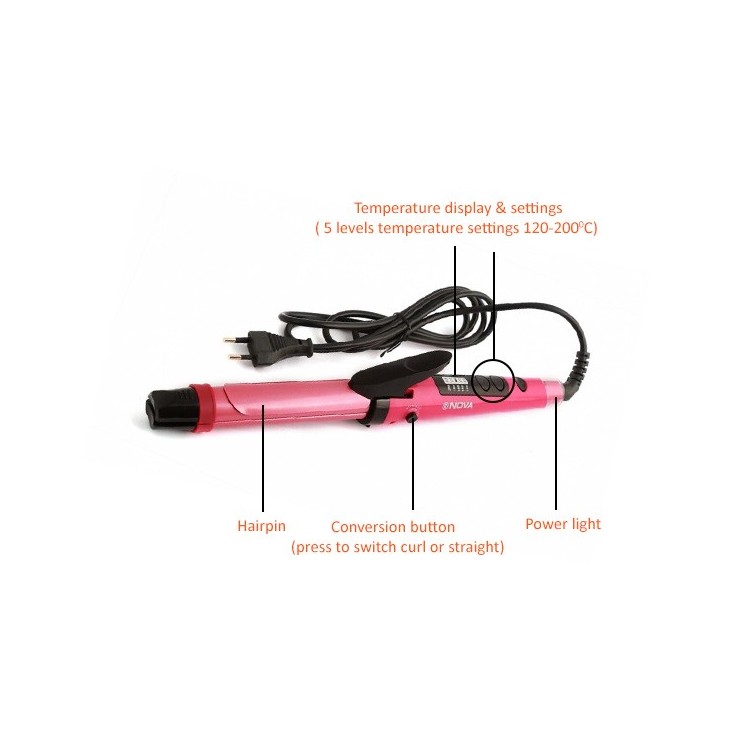 Temperature display & settings
( 5 levels temperature settings 120-200⁰C)
NOVA
Hairpin
Conversion button
(press to switch curl or straight)
Power light